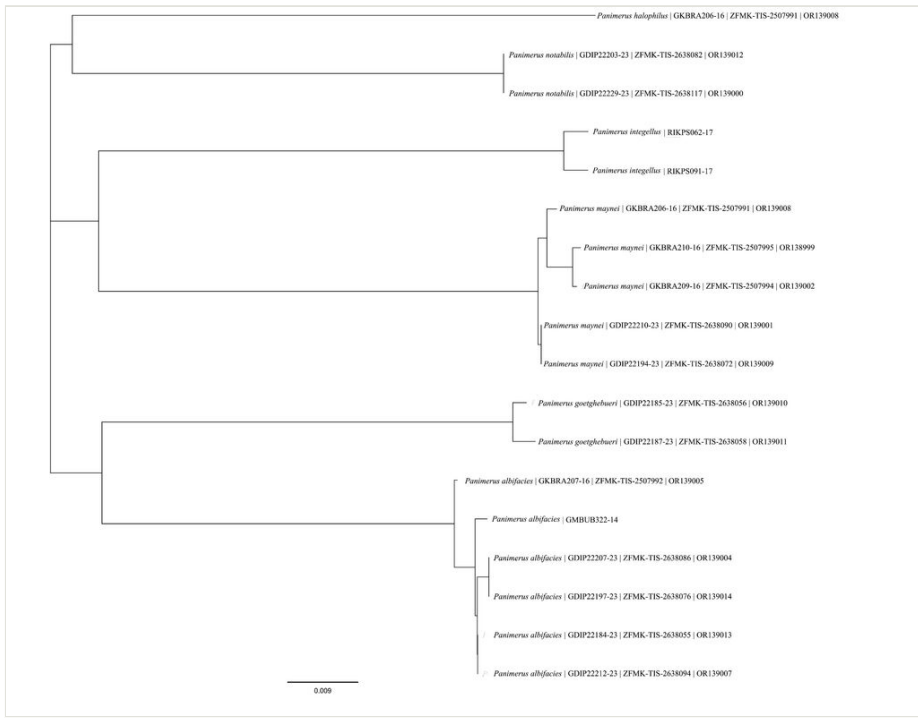 Panimerus halophilus | GKBRA206-16 | ZFMK-TIS-2507991 | OR139008
Panimerus notabilis | GDIP22203-23 | ZFMK-TIS-2638082 | OR139012
Panimerus notabilis | GDIP22229-23 | ZFMK-TIS-2638117 | OR139000
Panimerus integellus | RIKPS062-17
Panimerus integellus | RIKPS091-17
Panimerus maynei | GKBRA206-16 | ZFMK-TIS-2507991 | OR139008
Panimerus maynei | GKBRA210-16 | ZFMK-TIS-2507995 | OR138999
Panimerus maynei | GKBRA209-16 | ZFMK-TIS-2507994 | OR139002
Panimerus maynei | GDIP22210-23 | ZFMK-TIS-2638090 | OR139001
Panimerus maynei | GDIP22194-23 | ZFMK-TIS-2638072 | OR139009
Panimerus goetghebueri | GDIP22185-23 | ZFMK-TIS-2638056 | OR139010
Panimerus goetghebueri | GDIP22187-23 | ZFMK-TIS-2638058 | OR139011
Panimerus albifacies | GKBRA207-16 | ZFMK-TIS-2507992 | OR139005
Panimerus albifacies | GMBUB322-14
Panimerus albifacies | GDIP22207-23 | ZFMK-TIS-2638086 | OR139004
Panimerus albifacies | GDIP22197-23 | ZFMK-TIS-2638076 | OR139014
Panimerus albifacies | GDIP22184-23 | ZFMK-TIS-2638055 | OR139013
Panimerus albifacies | GDIP22212-23 | ZFMK-TIS-2638094 | OR139007
0.009